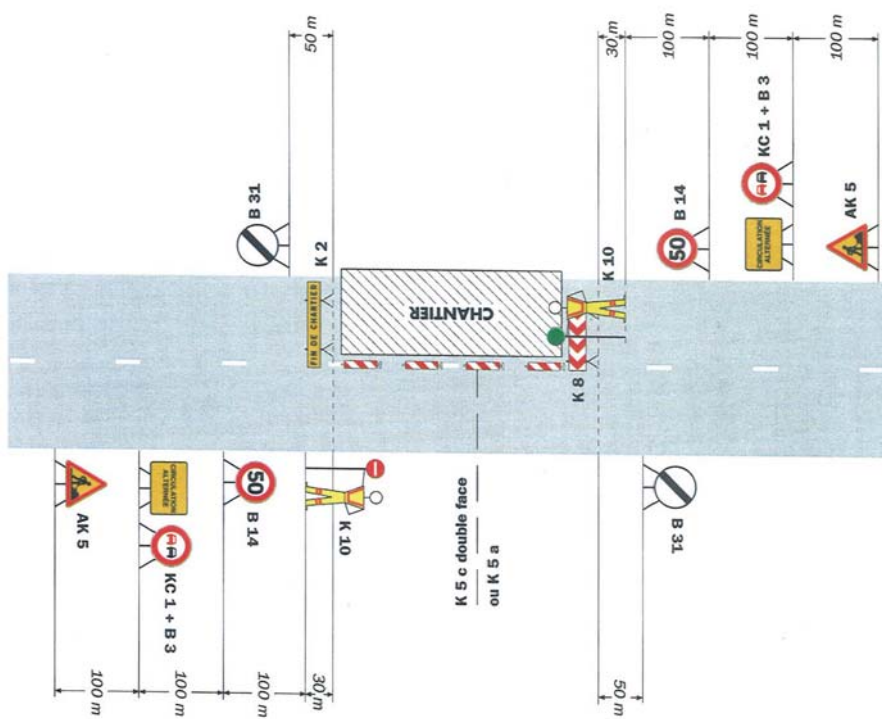 50 m
B 31
K 2
FIN DE CHANTIER
CHANTIER
K 10
K 8
30 m
100 m
100 m
100 m
50
B 14
KC 1 + B 3
CIRCULATION
ALTERNÉE
AK 5
AK 5
CIRCULATION
ALTERNÉE
KC 1 + B 3
50
B 14
K 10
K 5 c double face
ou K 5 a
B 31
100 m
100 m
100 m
30 m
50 m